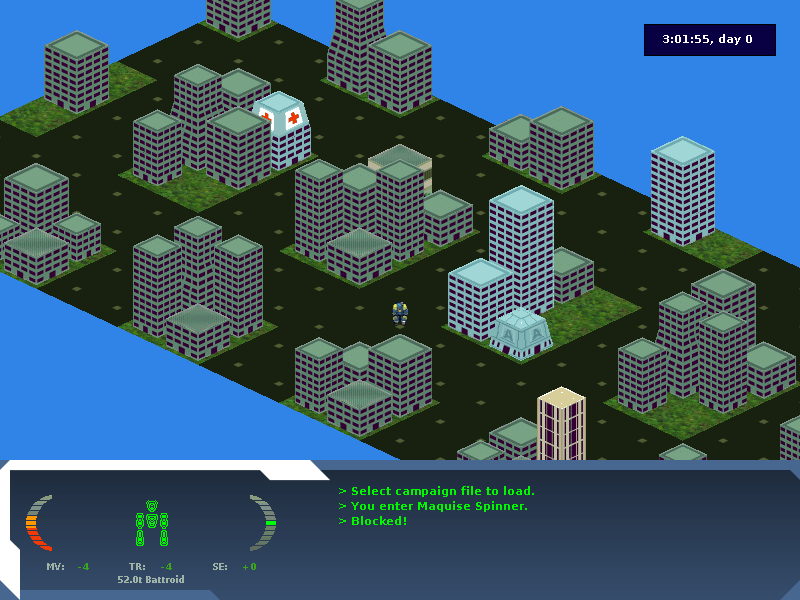 3:01:55, day 0
A A
> Select campaign file to load.
> You enter Maquise Spinner.
> Blocked!
MV: -4 TR: -4 SE: +0
52.0t Battroid